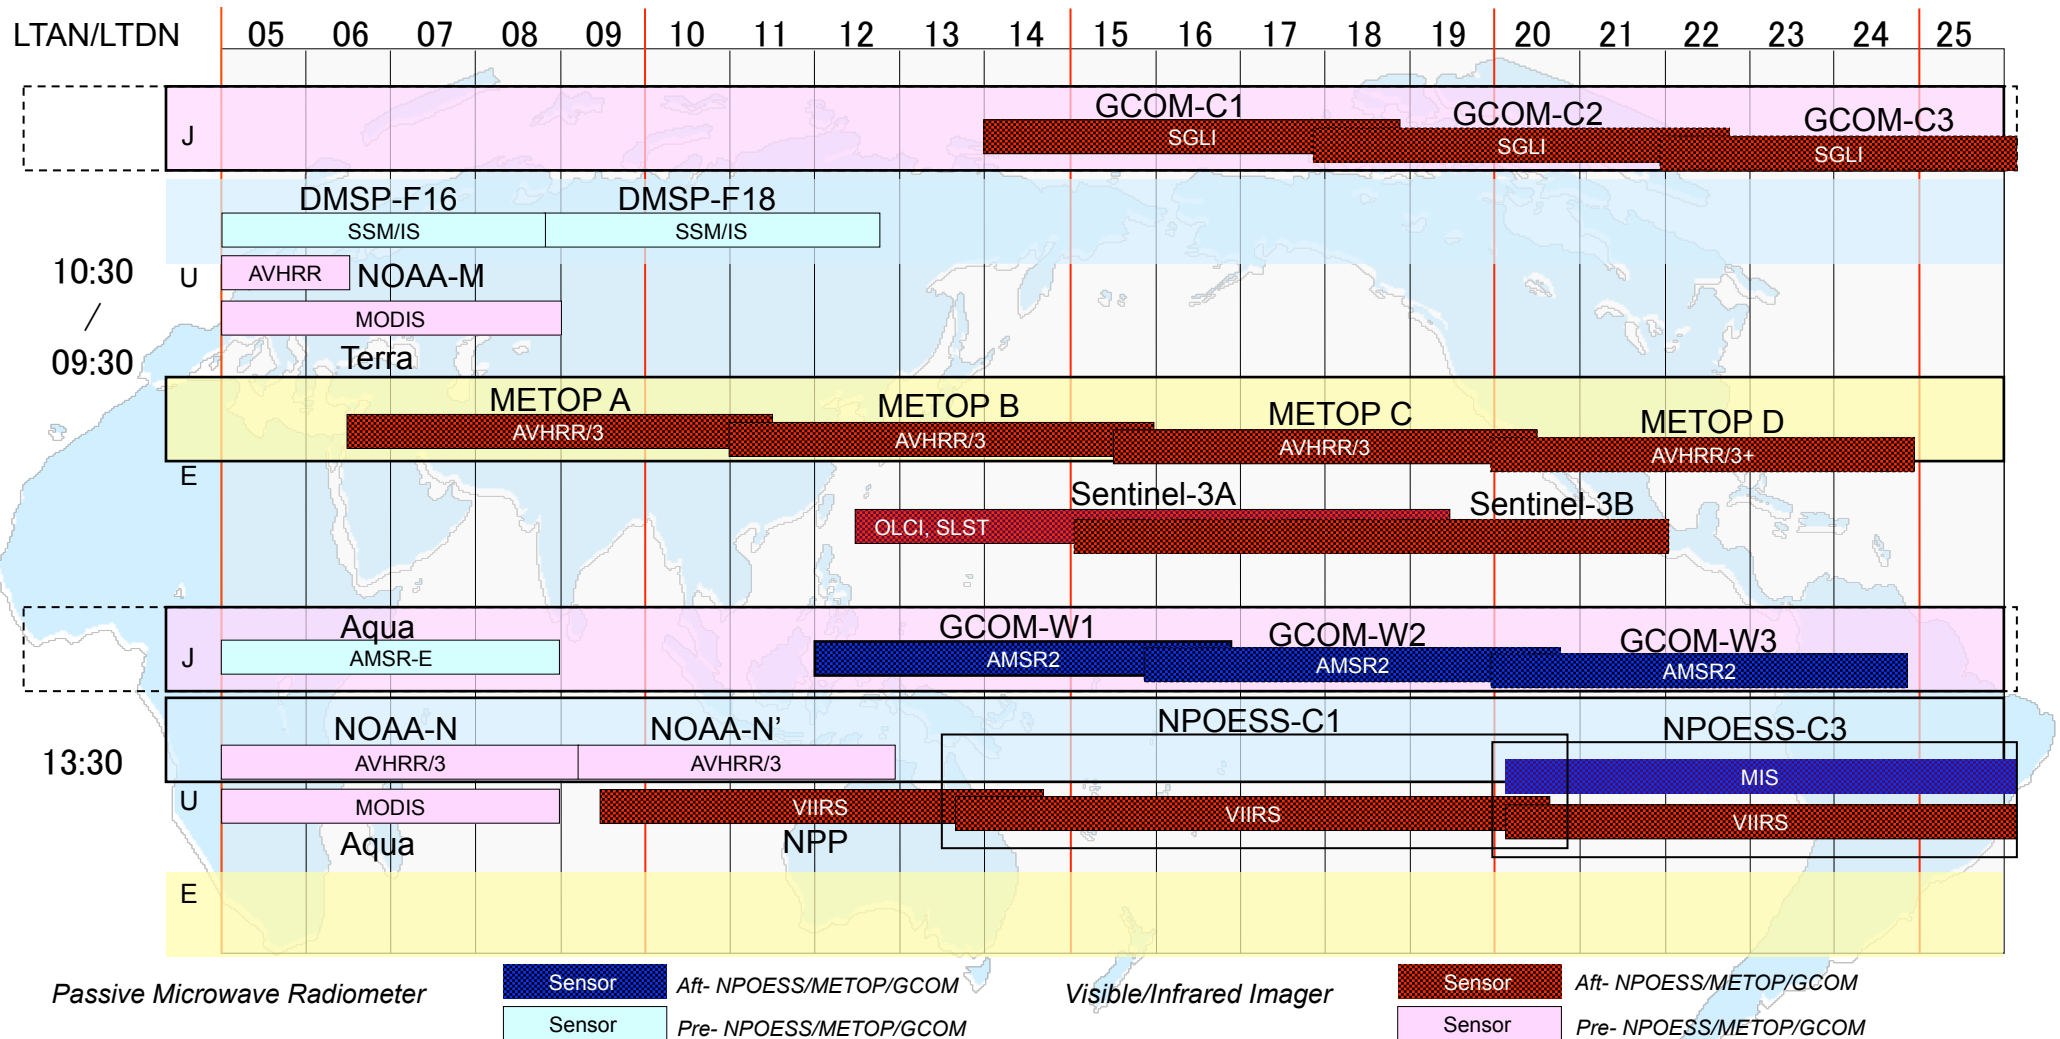 LTAN/LTDN 05 06 07 08 09 10 11 12 13 14 15 16 17 18 19 20 21 22 23 24 25
GCOM-C1 GCOM-C2 GCOM-C3
J SGLI SGLI SGLI
DMSP-F16 DMSP-F18
SSM/IS SSM/IS
10:30 U AVHRR NOAA-M
/ MODIS
09:30 Terra
METOP A METOP B METOP C METOP D
AVHRR/3 AVHRR/3 AVHRR/3 AVHRR/3+
E
Sentinel-3A Sentinel-3B
OLCI, SLST
Aqua GCOM-W1 GCOM-W2 GCOM-W3
J AMSR-E AMSR2 AMSR2 AMSR2
NOAA-N NOAA-N’ NPOESS-C1 NPOESS-C3
13:30 AVHRR/3 AVHRR/3 MIS
U MODIS VIIRS VIIRS VIIRS
Aqua NPP
E
Passive Microwave Radiometer Sensor Aft- NPOESS/METOP/GCOM Visible/Infrared Imager Sensor Aft- NPOESS/METOP/GCOM
Sensor Pre- NPOESS/METOP/GCOM Sensor Pre- NPOESS/METOP/GCOM